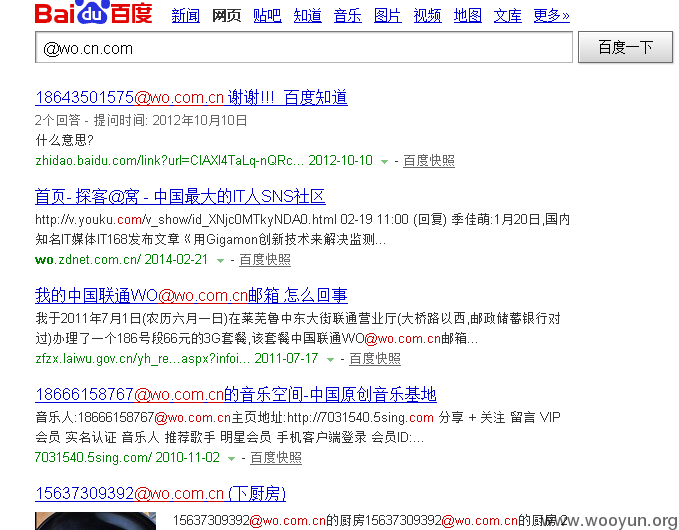 Bai du 百度 新闻 网页 贴吧 知道 音乐 图片 视频 地图 文库 更多»
@wo.cn.com 百度一下
18643501575@wo.com.cn 谢谢!!!_百度知道
2个回答 - 提问时间: 2012年10月10日
什么意思?
zhidao.baidu.com/link?url=CIAXl4TaLq-nQRc... 2012-10-10 - 百度快照
首页- 探客@窝 - 中国最大的IT人SNS社区
http://v.youku.com/v_show/id_XNjc0MTkyNDA0.html 02-19 11:00 (回复) 季佳萌:1月20日,国内
知名IT媒体IT168发布文章《用Gigamon创新技术来解决监测...
wo.zdnet.com.cn/ 2014-02-21 - 百度快照
我的中国联通WO@wo.com.cn邮箱 怎么回事
我于2011年7月1日(农历六月一日)在莱芜鲁中东大街联通营业厅(大桥路以西,邮政储蓄银行对
过)办理了一个186号段66元的3G套餐,该套餐中国联通WO@wo.com.cn邮箱...
zfzx.laiwu.gov.cn/yh_re...aspx?infoi... 2011-07-17 - 百度快照
18666158767@wo.com.cn的音乐空间-中国原创音乐基地
音乐人:18666158767@wo.com.cn主页地址:http://7031540.5sing.com 分享 + 关注 留言 VIP
会员 实名认证 音乐人 推荐歌手 明星会员 手机客户端登录 会员ID:...
7031540.5sing.com/ 2010-11-02 - 百度快照
15637309392@wo.com.cn (下厨房)
15637309392@wo.com.cn的厨房15637309392@wo.com.cn的厨房 2
www.wooyun.org